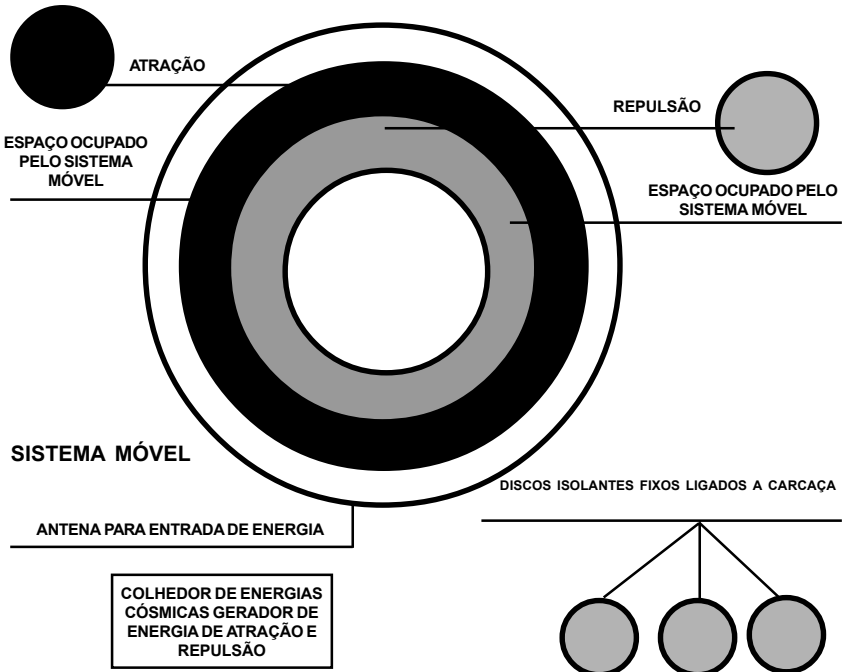 ATRAÇÃO
REPULSÃO
ESPAÇO OCUPADO
PELO SISTEMA
MÓVEL
ESPAÇO OCUPADO PELO
SISTEMA MÓVEL
SISTEMA MÓVEL
DISCOS ISOLANTES FIXOS LIGADOS A CARCAÇA
ANTENA PARA ENTRADA DE ENERGIA
COLHEDOR DE ENERGIAS
CÓSMICAS GERADOR DE
ENERGIA DE ATRAÇÃO E
REPULSÃO